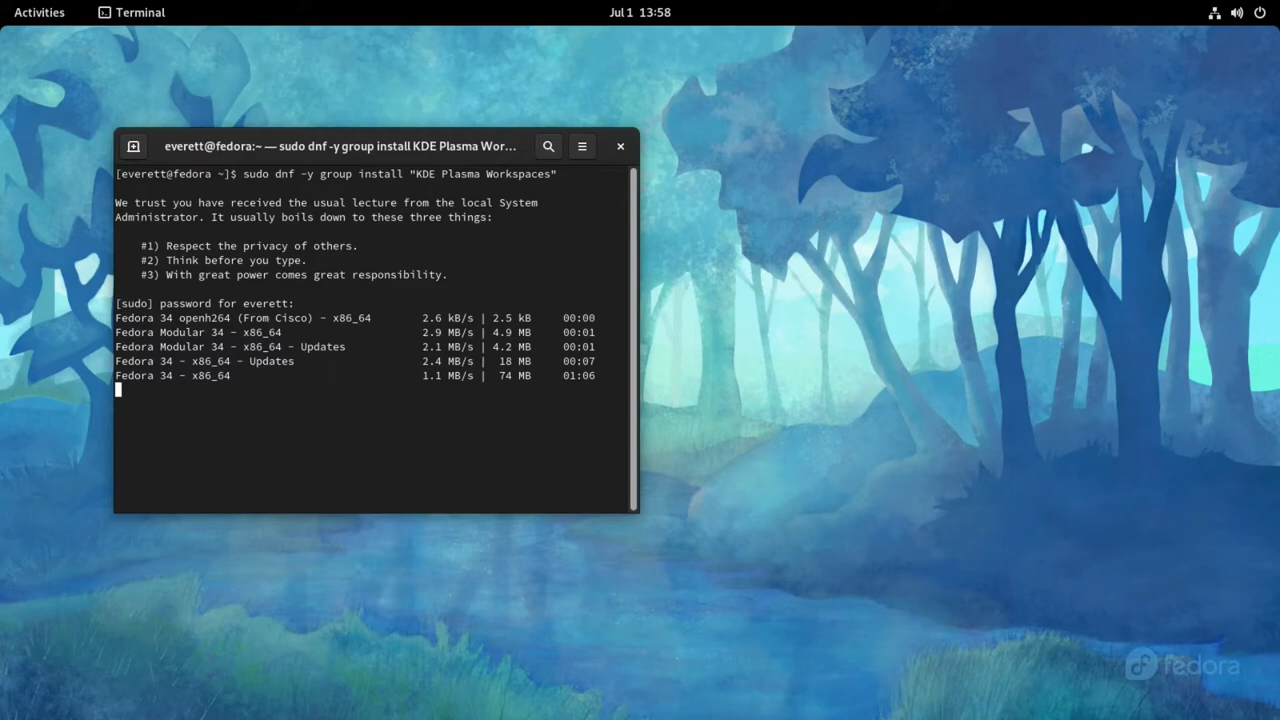 Activities
Terminal
Jul 1 13:58
everett@fedora:~ — sudo dnf -y group install KDE Plasma Wor...
[everett@fedora ~]$ sudo dnf -y group install "KDE Plasma Workspaces"
We trust you have received the usual lecture from the local System
Administrator. It usually boils down to these three things:
#1) Respect the privacy of others.
#2) Think before you type.
#3) With great power comes great responsibility.
[sudo] password for everett:
Fedora 34 openh264 (From Cisco) - x86_64 2.6 kB/s | 2.5 kB 00:00
Fedora Modular 34 - x86_64 2.9 MB/s | 4.9 MB 00:01
Fedora Modular 34 - x86_64 - Updates 2.1 MB/s | 4.2 MB 00:01
Fedora 34 - x86_64 - Updates 2.4 MB/s | 18 MB 00:07
Fedora 34 - x86_64 1.1 MB/s | 74 MB 01:06
fedora